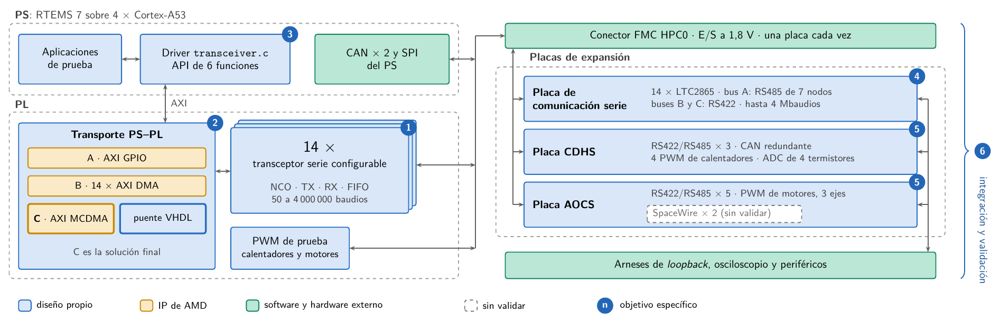 PS: RTEMS 7 sobre 4 × Cortex-A53
Aplicaciones
de prueba
3
Driver transceiver.c
API de 6 funciones
CAN × 2 y SPI
del PS
AXI
PL
2
Transporte PS–PL
A · AXI GPIO
B · 14 × AXI DMA
C · AXI MCDMA
puente VHDL
C es la solución final
1
14 ×
transceptor serie configurable
NCO · TX · RX · FIFO
50 a 4 000 000 baudios
PWM de prueba
calentadores y motores
Conector FMC HPC0 · E/S a 1,8 V · una placa cada vez
Placas de expansión
4
Placa de
comunicación serie
14 × LTC2865 · bus A: RS485 de 7 nodos
buses B y C: RS422 · hasta 4 Mbaudios
5
Placa CDHS
RS422/RS485 × 3 · CAN redundante
4 PWM de calentadores · ADC de 4 termistores
5
Placa AOCS
RS422/RS485 × 5 · PWM de motores, 3 ejes
SpaceWire × 2 (sin validar)
Arneses de loopback, osciloscopio y periféricos
6
integración y validación
diseño propio
IP de AMD
software y hardware externo
sin validar
n
objetivo específico